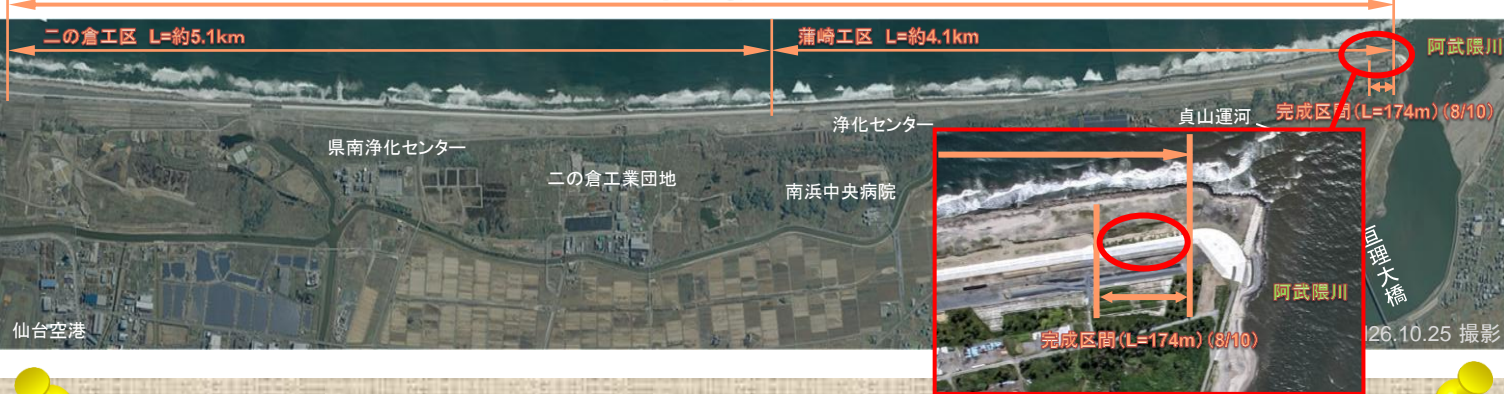 二の倉工区 L=約5.1km
蒲崎工区 L=約4.1km
阿武隈川
完成区間(L=174m)(8/10)
貞山運河
浄化センター
県南浄化センター
二の倉工業団地
南浜中央病院
亘理大橋
阿武隈川
完成区間(L=174m)(8/10)
仙台空港
26.10.25 撮影